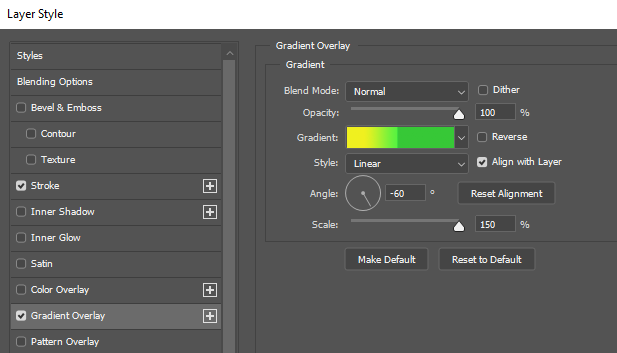 Layer Style
Styles
Blending Options
Bevel & Emboss
Contour
Texture
Stroke
Inner Shadow
Inner Glow
Satin
Color Overlay
Gradient Overlay
Pattern Overlay
Gradient Overlay
Gradient
Blend Mode: Normal Dither
Opacity: 100 %
Gradient: Reverse
Style: Linear Align with Layer
Angle: -60 ° Reset Alignment
Scale: 150 %
Make Default Reset to Default